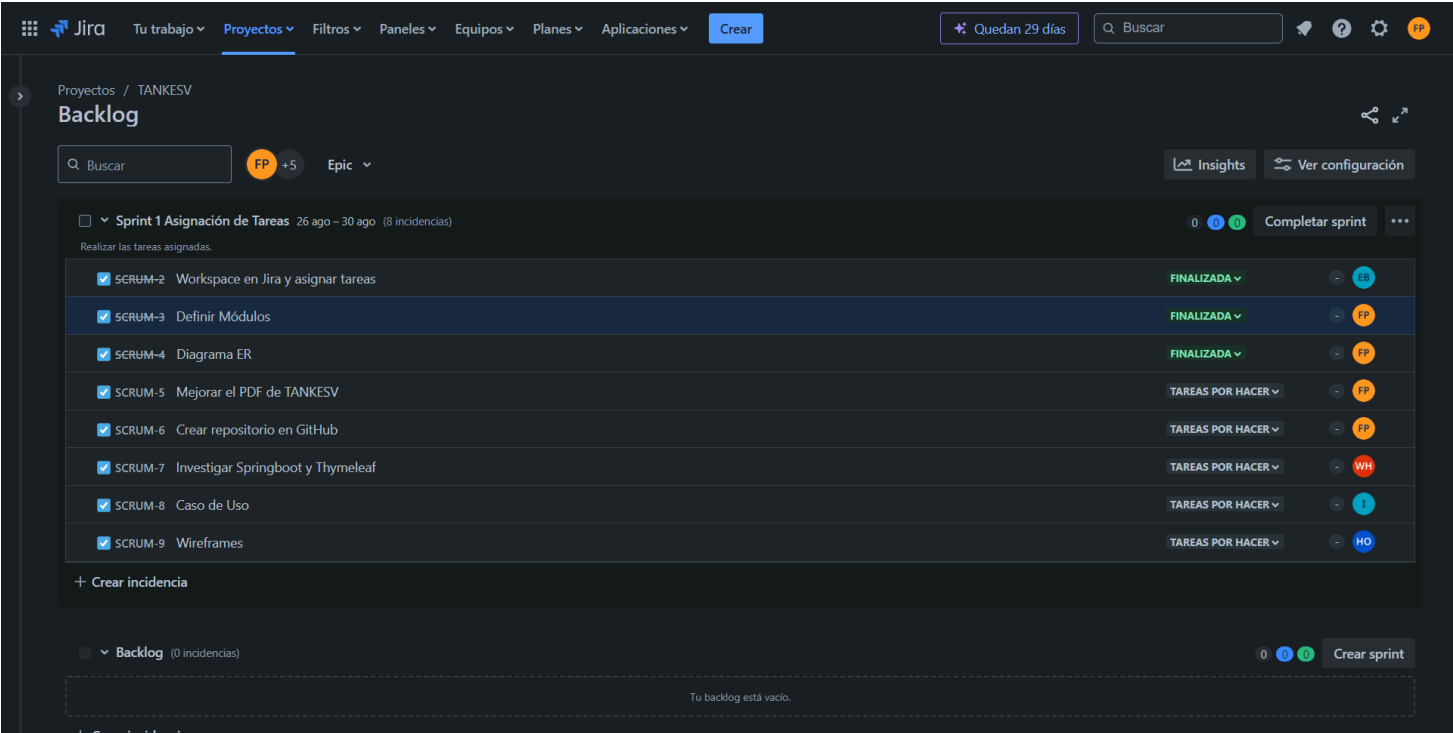 Jira Tu trabajo Proyectos Filtros Paneles Equipos Planes Aplicaciones Crear Quedan 29 días Buscar FP
Proyectos / TANKESV
Backlog
Buscar FP +5 Epic Insights Ver configuración
Sprint 1 Asignación de Tareas 26 ago – 30 ago (8 incidencias) 0 0 0 Completar sprint
Realizar las tareas asignadas.
SCRUM-2 Workspace en Jira y asignar tareas FINALIZADA - EB
SCRUM-3 Definir Módulos FINALIZADA - FP
SCRUM-4 Diagrama ER FINALIZADA - FP
SCRUM-5 Mejorar el PDF de TANKESV TAREAS POR HACER - FP
SCRUM-6 Crear repositorio en GitHub TAREAS POR HACER - FP
SCRUM-7 Investigar Springboot y Thymeleaf TAREAS POR HACER - WH
SCRUM-8 Caso de Uso TAREAS POR HACER - I
SCRUM-9 Wireframes TAREAS POR HACER - HO
+ Crear incidencia
Backlog (0 incidencias) 0 0 0 Crear sprint
Tu backlog está vacío.